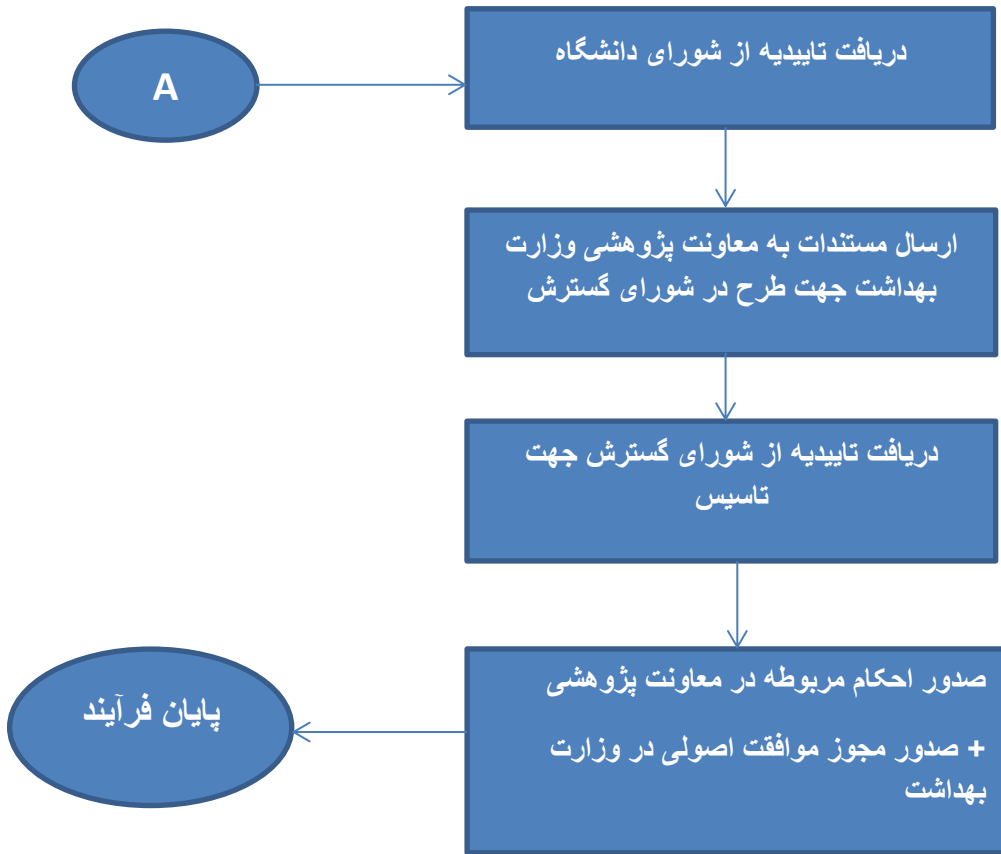 A
دریافت تاییدیه از شورای دانشگاه
ارسال مستندات به معاونت پژوهشی وزارت
بهداشت جهت طرح در شورای گسترش
دریافت تاییدیه از شورای گسترش جهت
تاسیس
صدور احکام مربوطه در معاونت پژوهشی
+ صدور مجوز موافقت اصولی در وزارت
بهداشت
پایان فرآیند